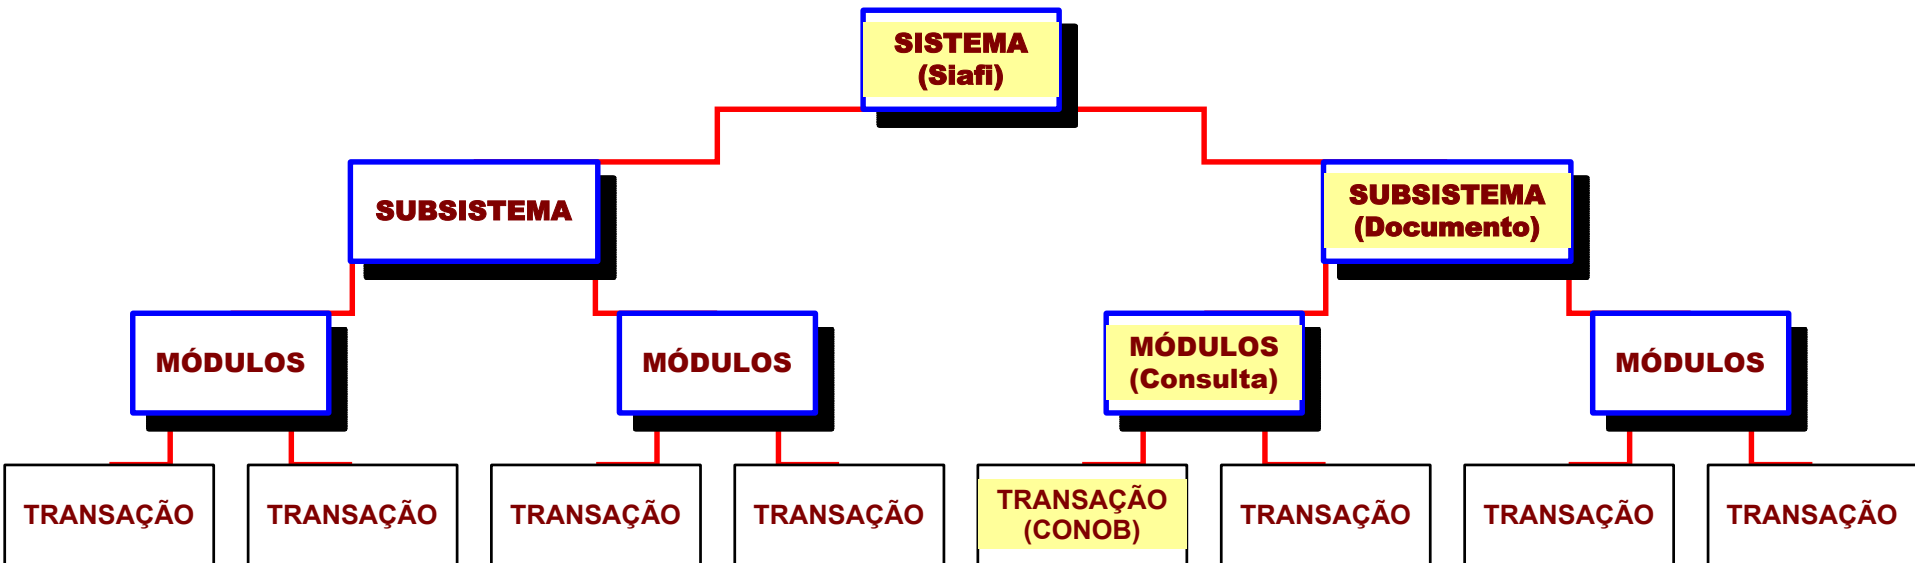 SISTEMA
(Siafi)
SUBSISTEMA
SUBSISTEMA
(Documento)
MÓDULOS
MÓDULOS
MÓDULOS
(Consulta)
MÓDULOS
TRANSAÇÃO
TRANSAÇÃO
TRANSAÇÃO
TRANSAÇÃO
TRANSAÇÃO
(CONOB)
TRANSAÇÃO
TRANSAÇÃO
TRANSAÇÃO